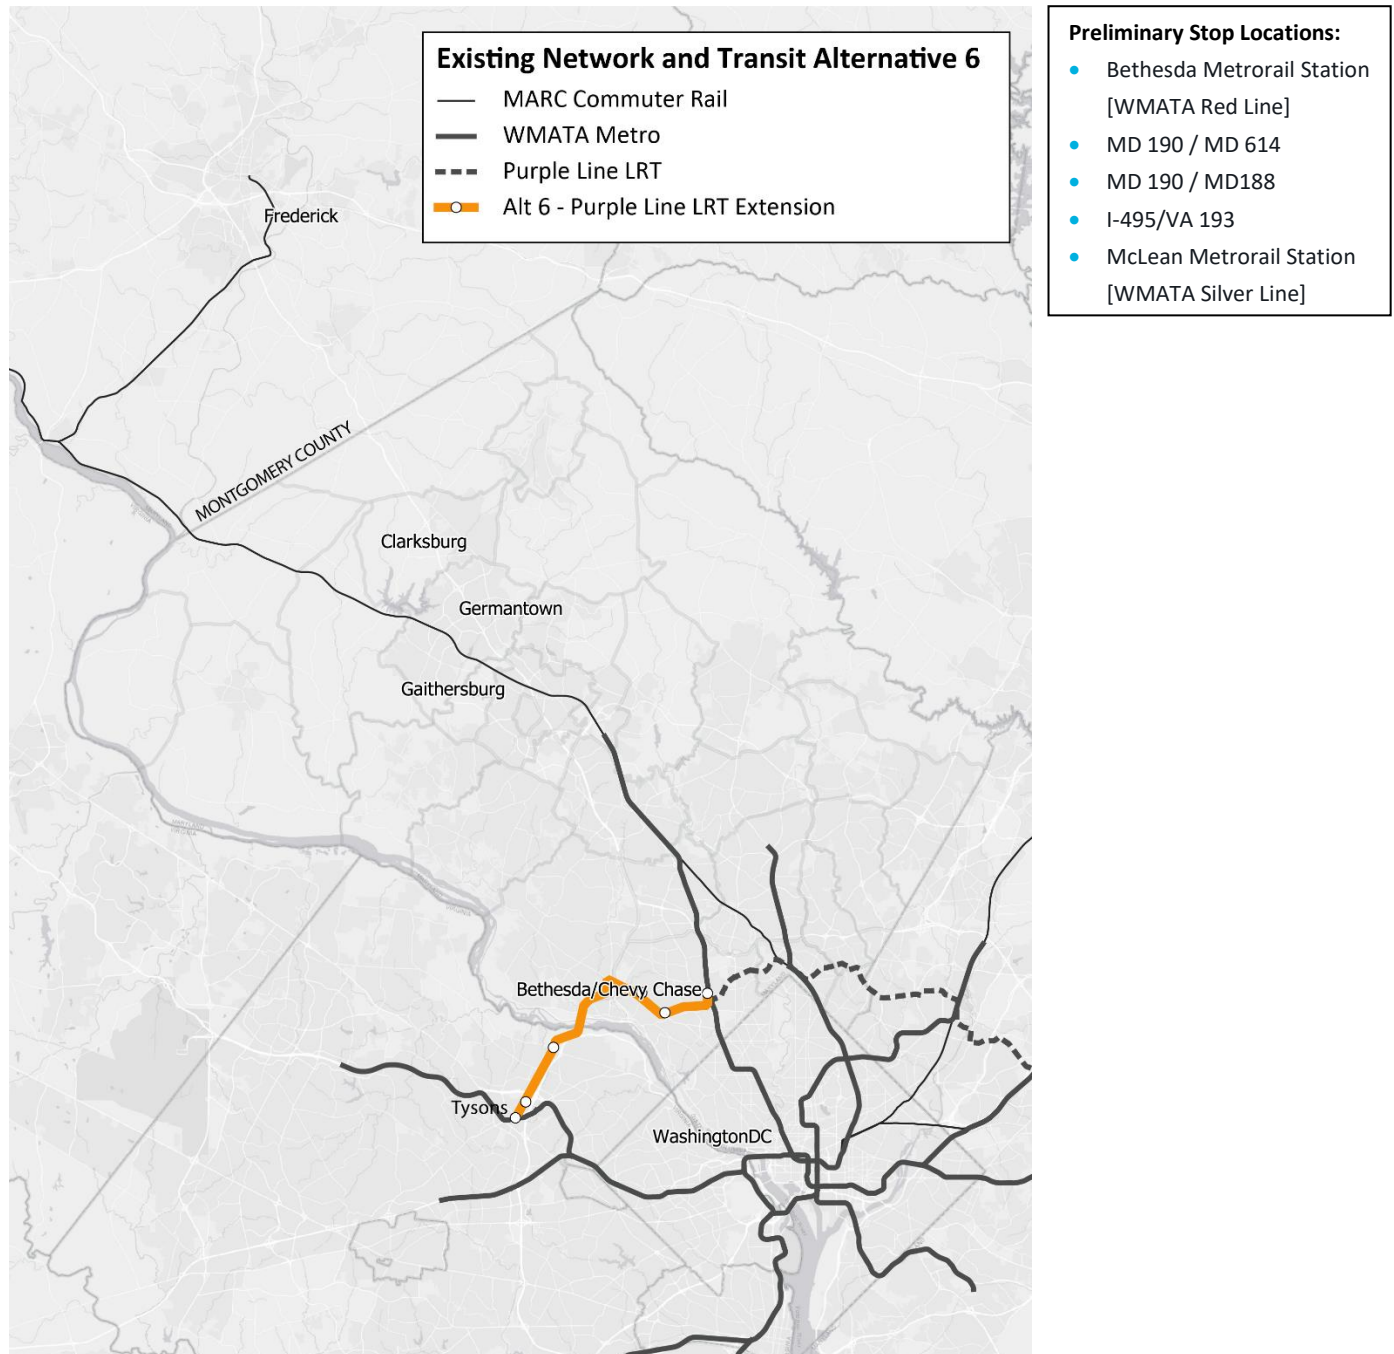 Existing Network and Transit Alternative 6
MARC Commuter Rail
WMATA Metro
Purple Line LRT
Alt 6 - Purple Line LRT Extension
Preliminary Stop Locations:
Bethesda Metrorail Station
[WMATA Red Line]
MD 190 / MD 614
MD 190 / MD188
I-495/VA 193
McLean Metrorail Station
[WMATA Silver Line]
Frederick
MONTGOMERY COUNTY
Clarksburg
Germantown
Gaithersburg
Bethesda/Chevy Chase
Tysons
WashingtonDC